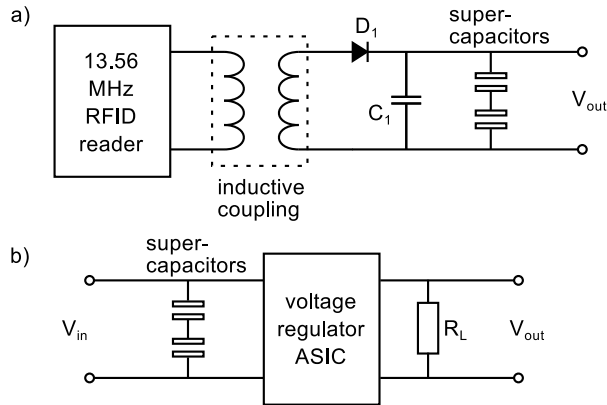 a)
13.56
MHz
RFID
reader
inductive
coupling
D1
C1
super-
capacitors
Vout
b)
super-
capacitors
Vin
voltage
regulator
ASIC
RL
Vout